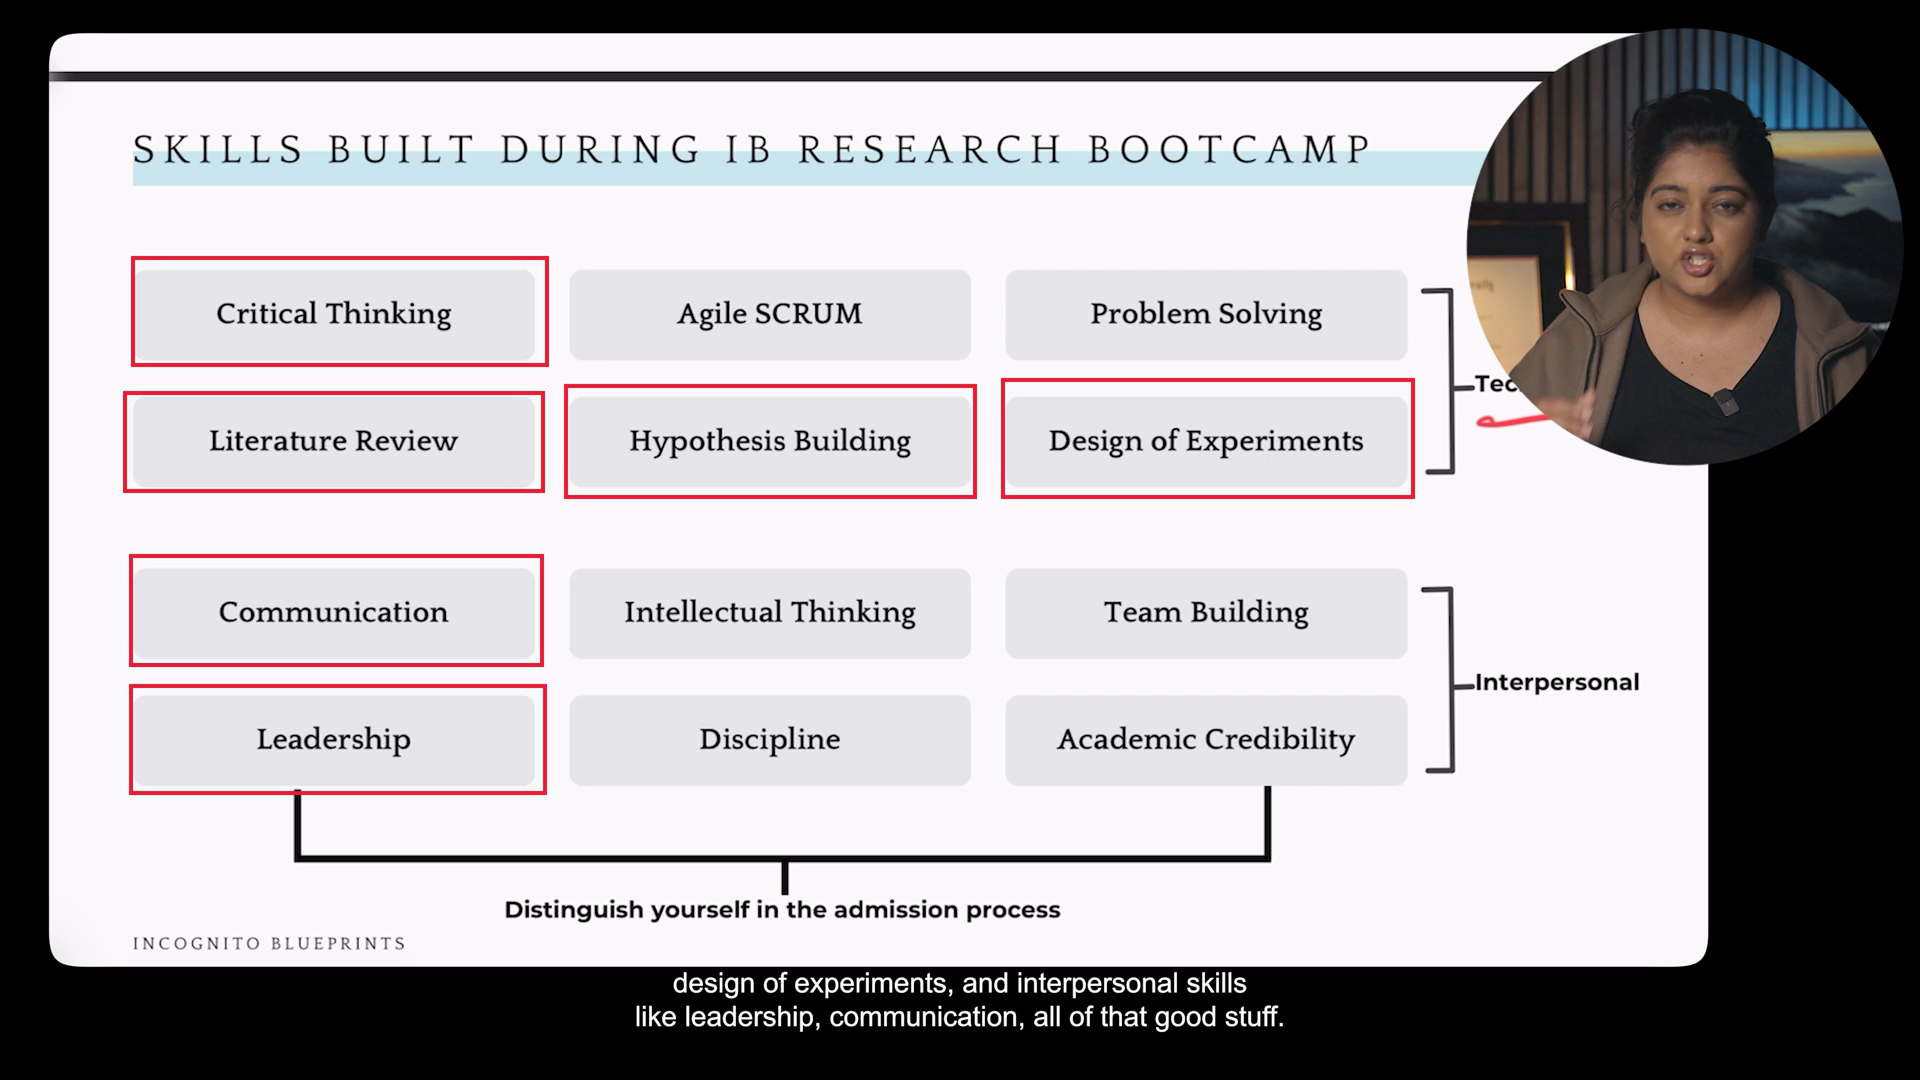 SKILLS BUILT DURING IB RESEARCH BOOTCAMP
Critical Thinking
Agile SCRUM
Problem Solving
Literature Review
Hypothesis Building
Design of Experiments
Tec
Communication
Intellectual Thinking
Team Building
Interpersonal
Leadership
Discipline
Academic Credibility
Distinguish yourself in the admission process
INCOGNITO BLUEPRINTS
design of experiments, and interpersonal skills
like leadership, communication, all of that good stuff.